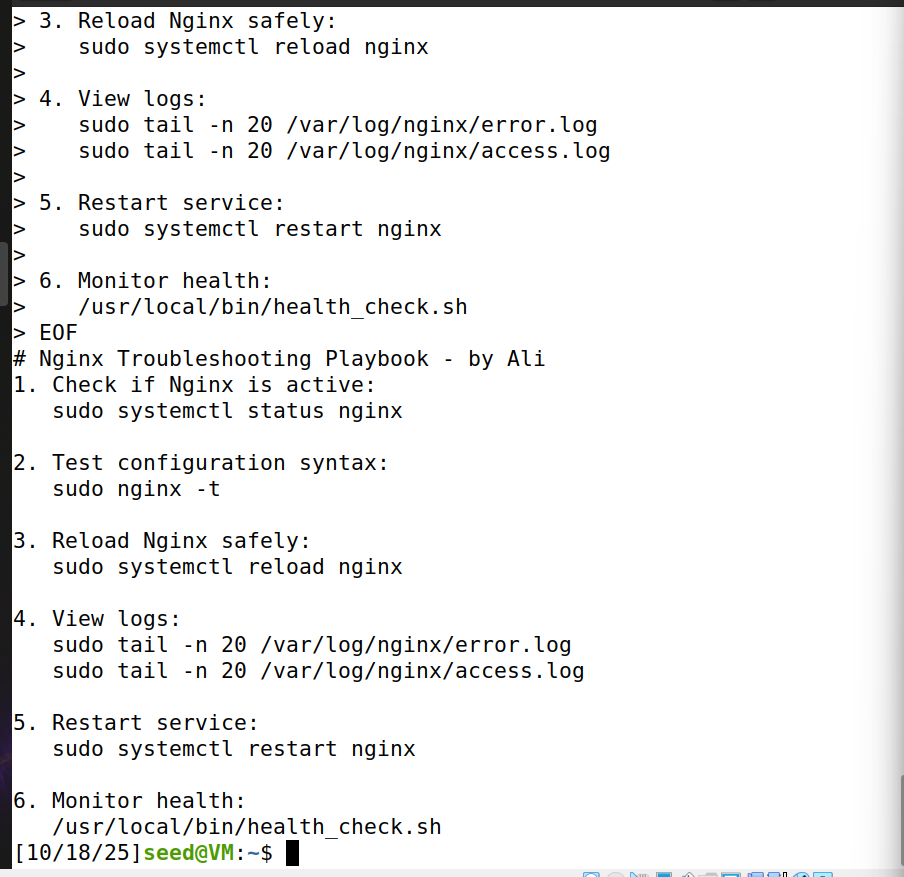 > 3. Reload Nginx safely:
>    sudo systemctl reload nginx
>
> 4. View logs:
>    sudo tail -n 20 /var/log/nginx/error.log
>    sudo tail -n 20 /var/log/nginx/access.log
>
> 5. Restart service:
>    sudo systemctl restart nginx
>
> 6. Monitor health:
>    /usr/local/bin/health_check.sh
> EOF
# Nginx Troubleshooting Playbook - by Ali
1. Check if Nginx is active:
   sudo systemctl status nginx

2. Test configuration syntax:
   sudo nginx -t

3. Reload Nginx safely:
   sudo systemctl reload nginx

4. View logs:
   sudo tail -n 20 /var/log/nginx/error.log
   sudo tail -n 20 /var/log/nginx/access.log

5. Restart service:
   sudo systemctl restart nginx

6. Monitor health:
   /usr/local/bin/health_check.sh
[10/18/25]seed@VM:~$